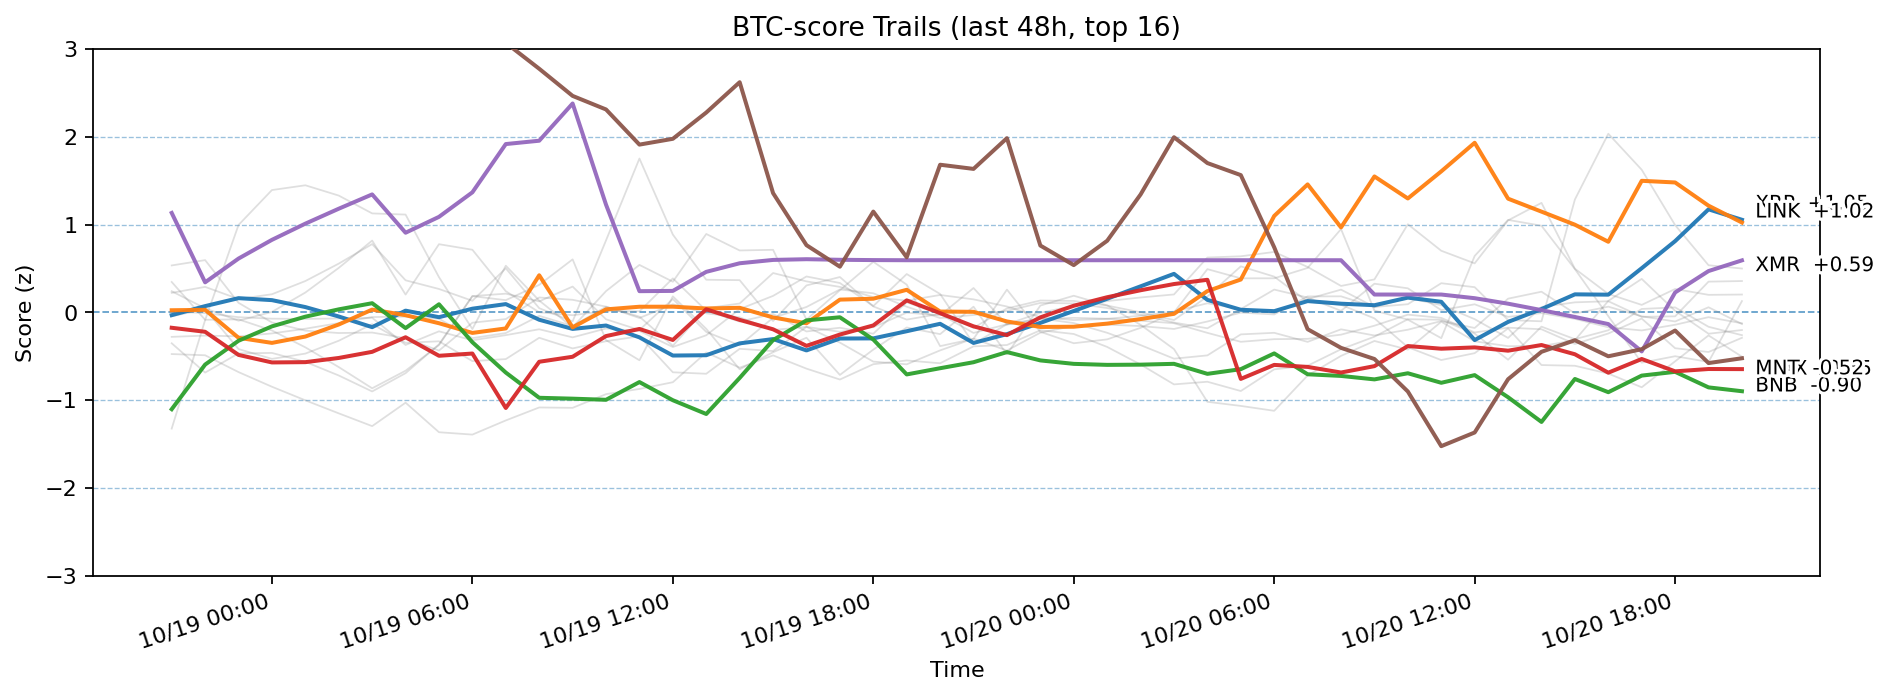 BTC-score Trails (last 48h, top 16)
Score (z)
3
2
1
0
−1
−2
−3
LINK +1.02
XMR +0.59
BNB -0.90
10/19 00:00
10/19 06:00
10/19 12:00
10/19 18:00
10/20 00:00
10/20 06:00
10/20 12:00
10/20 18:00
Time